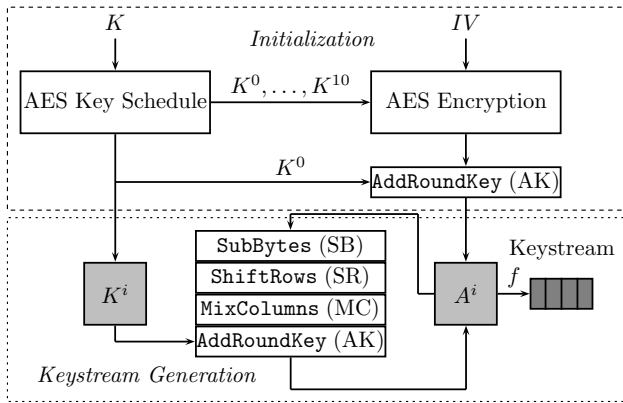 K
IV
Initialization
AES Key Schedule
K^0, . . . , K^{10}
AES Encryption
K^0
AddRoundKey (AK)
SubBytes (SB)
ShiftRows (SR)
MixColumns (MC)
AddRoundKey (AK)
K^i
A^i
Keystream
f
Keystream Generation